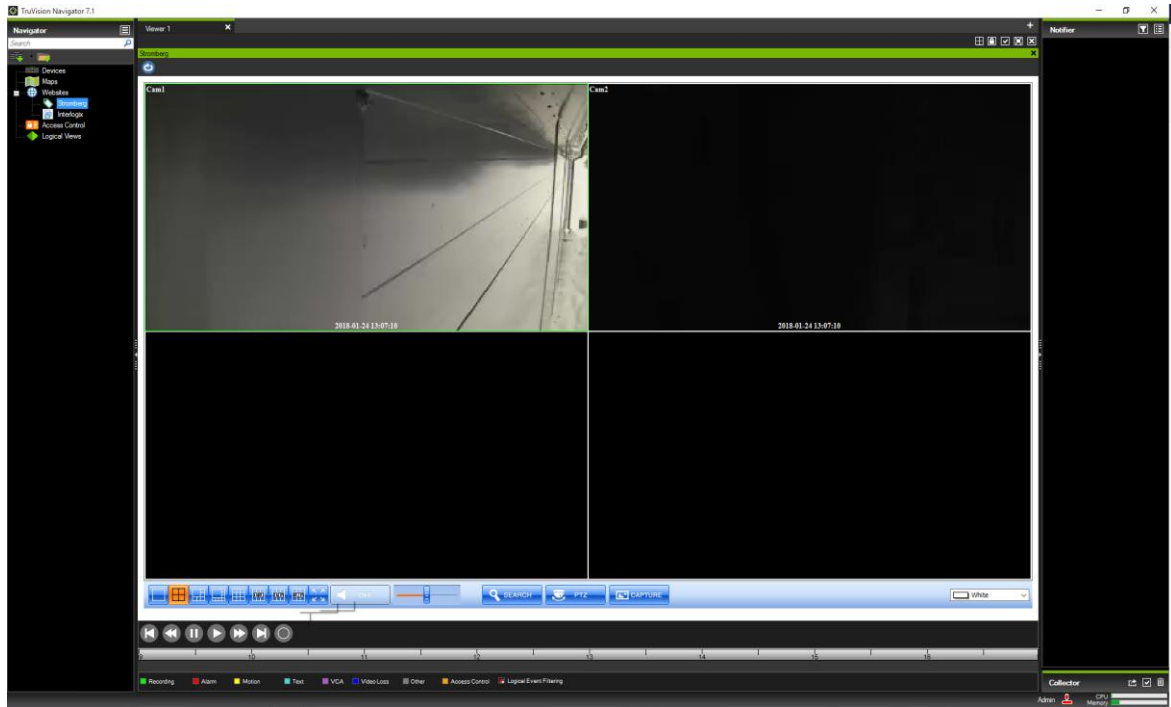 TruVision Navigator 7.1
Navigator
Search
Devices
Maps
Websites
Stromberg
Interlogix
Access Control
Logical Views
Viewer 1
Stromberg
Cam1
2018-01-24 13:07:10
Cam2
2018-01-24 13:07:10
SEARCH
PTZ
CAPTURE
White
9 10 11 12 13 14 15 16
Recording Alarm Motion Text VCA Video Loss Other Access Control Logical Event Filtering
Notifier
Collector
Admin
CPU
Memory